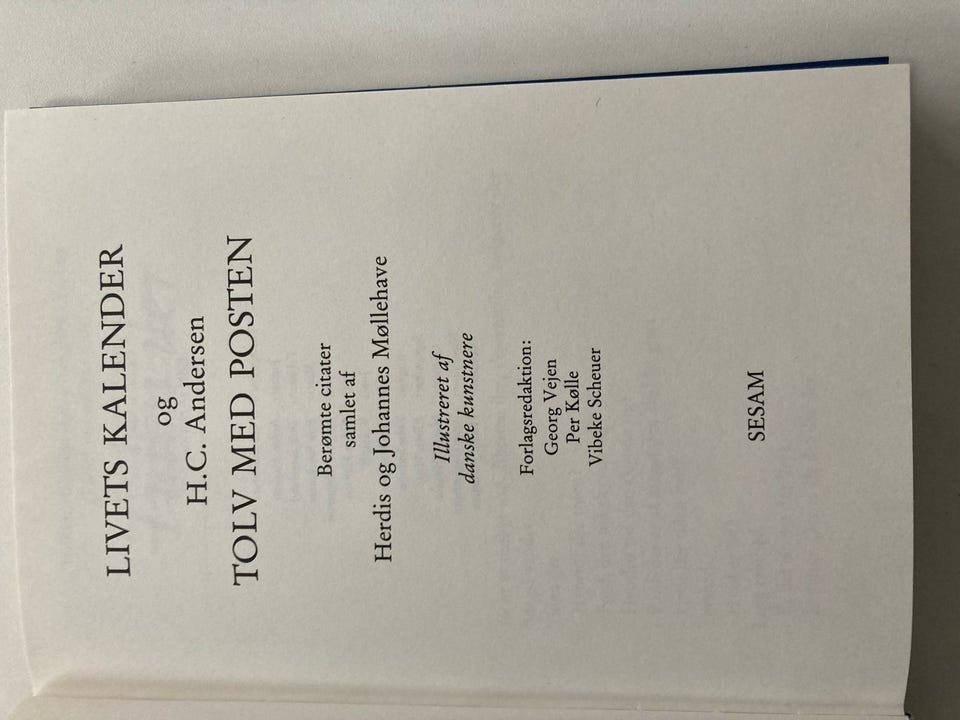 LIVETS KALENDER
og
H.C. Andersen
TOLV MED POSTEN
Berømte citater
samlet af
Herdis og Johannes Møllehave
Illustreret af
danske kunstnere
Forlagsredaktion:
Georg Vejen
Per Kølle
Vibeke Scheuer
SESAM